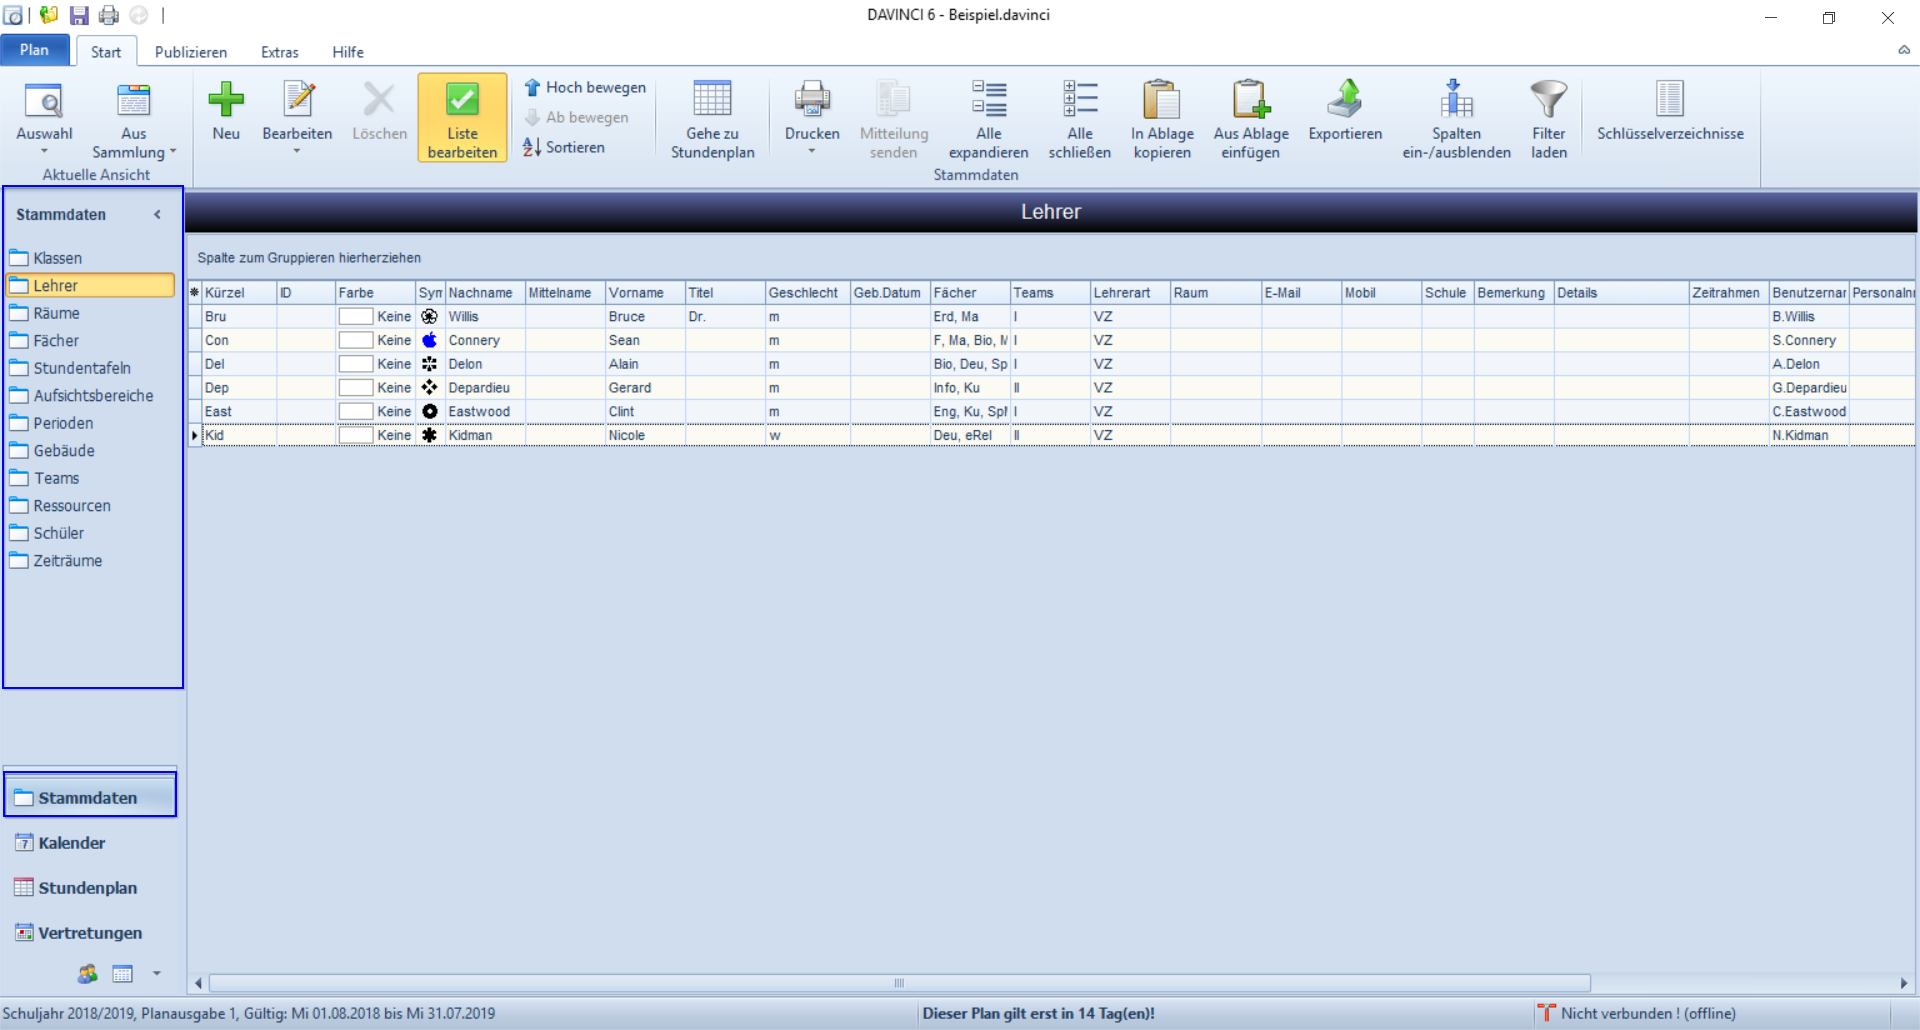 DAVINCI 6 - Beispiel.davinci
Plan Start Publizieren Extras Hilfe
Auswahl
Aus
Sammlung
Aktuelle Ansicht
Neu
Bearbeiten
Löschen
Liste
bearbeiten
Hoch bewegen
Ab bewegen
Sortieren
Gehe zu
Stundenplan
Drucken
Mitteilung
senden
Alle
expandieren
Alle
schließen
In Ablage
kopieren
Aus Ablage
einfügen
Exportieren
Spalten
ein-/ausblenden
Filter
laden
Schlüsselverzeichnisse
Stammdaten
Stammdaten
Klassen
Lehrer
Räume
Fächer
Stundentafeln
Aufsichtsbereiche
Perioden
Gebäude
Teams
Ressourcen
Schüler
Zeiträume
Stammdaten
Kalender
Stundenplan
Vertretungen
Lehrer
Spalte zum Gruppieren hierherziehen
Kürzel ID Farbe Sym Nachname Mittelname Vorname Titel Geschlecht Geb.Datum Fächer Teams Lehrerart Raum E-Mail Mobil Schule Bemerkung Details Zeitrahmen Benutzernar Personalnr
Bru Keine Willis Bruce Dr. m Erd, Ma I VZ B.Willis
Con Keine Connery Sean m F, Ma, Bio, M I VZ S.Connery
Del Keine Delon Alain m Bio, Deu, Sp I VZ A.Delon
Dep Keine Depardieu Gerard m Info, Ku II VZ G.Depardieu
East Keine Eastwood Clint m Eng, Ku, Spf I VZ C.Eastwood
Kid Keine Kidman Nicole w Deu, eRel II VZ N.Kidman
Schuljahr 2018/2019, Planausgabe 1, Gültig: Mi 01.08.2018 bis Mi 31.07.2019
Dieser Plan gilt erst in 14 Tag(en)!
Nicht verbunden ! (offline)